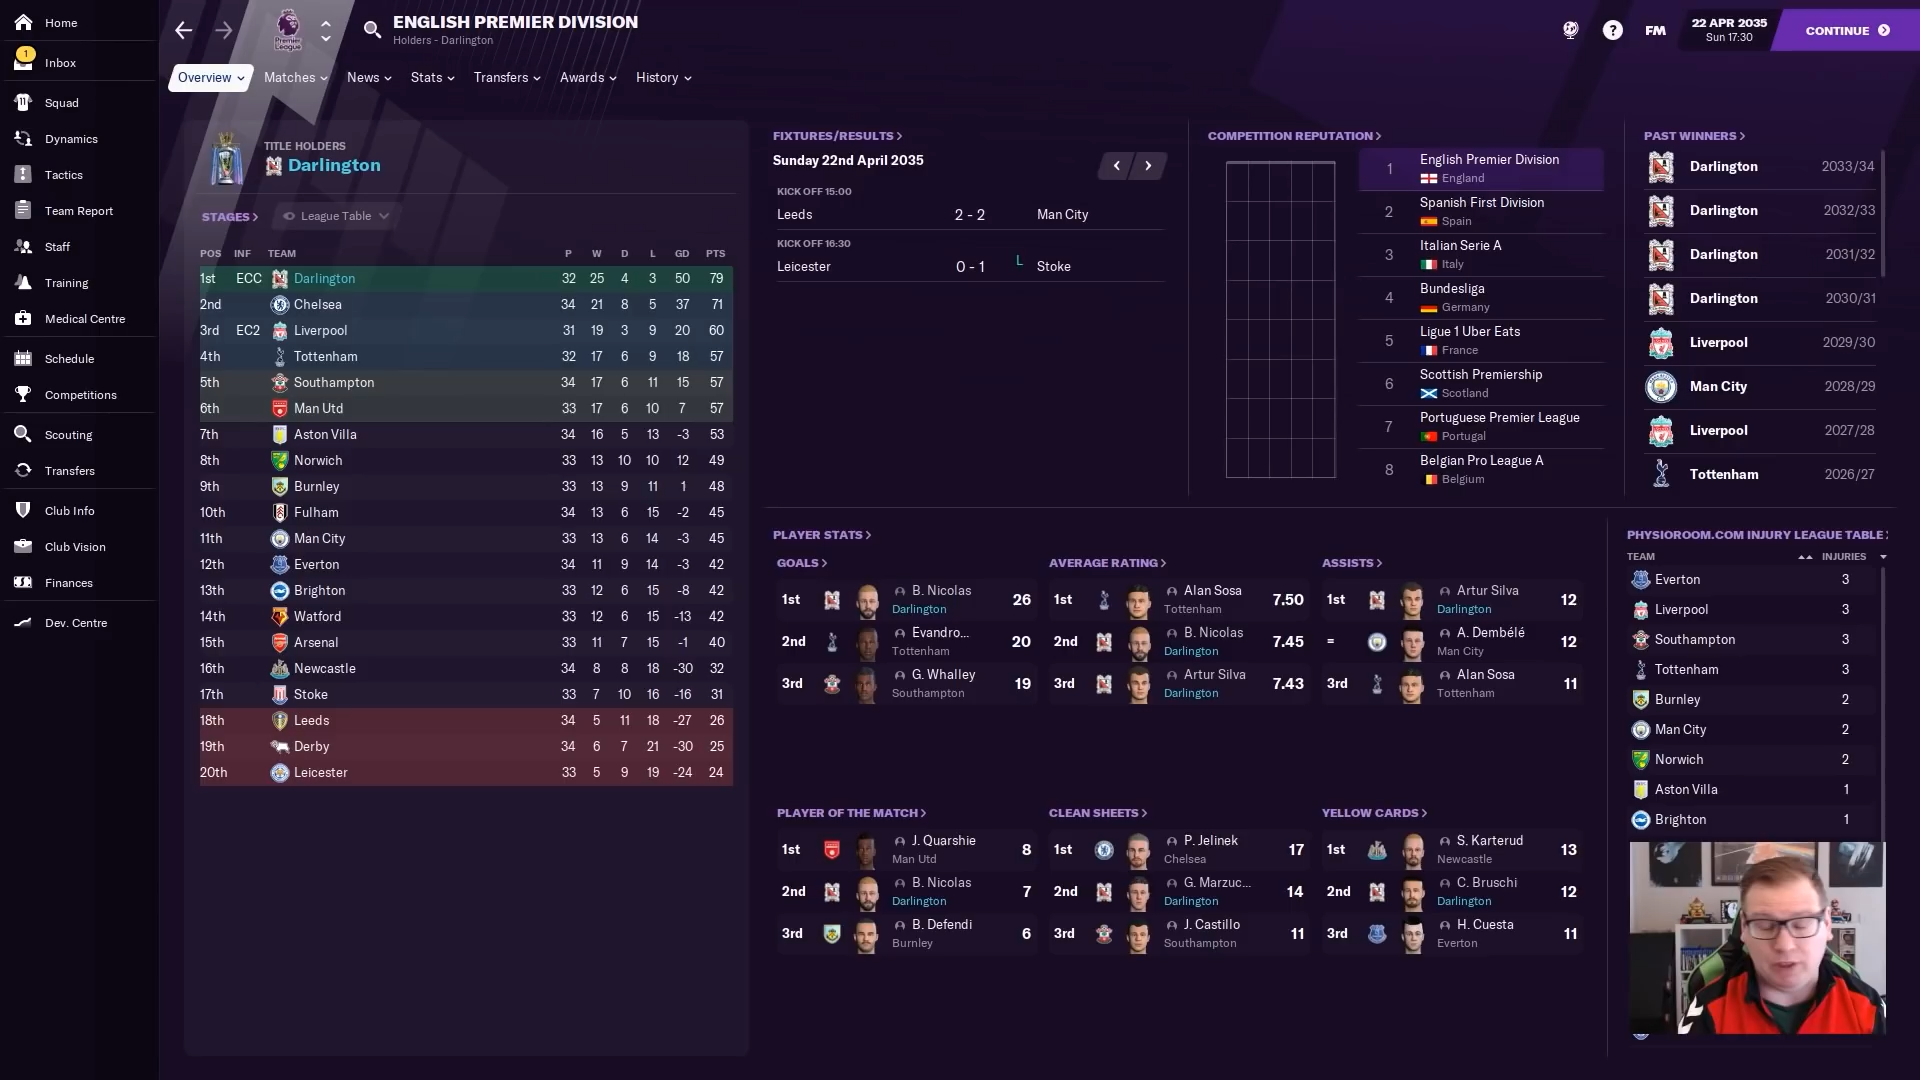 Home
1
Inbox
Squad
Dynamics
Tactics
Team Report
Staff
Training
Medical Centre
Schedule
Competitions
Scouting
Transfers
Club Info
Club Vision
Finances
Dev. Centre
Premier League
ENGLISH PREMIER DIVISION
Holders - Darlington
? FM
22 APR 2035
Sun 17:30
CONTINUE
Overview Matches News Stats Transfers Awards History
TITLE HOLDERS
Darlington
STAGES > League Table
POS INF TEAM P W D L GD PTS
1st ECC Darlington 32 25 4 3 50 79
2nd Chelsea 34 21 8 5 37 71
3rd EC2 Liverpool 31 19 3 9 20 60
4th Tottenham 32 17 6 9 18 57
5th Southampton 34 17 6 11 15 57
6th Man Utd 33 17 6 10 7 57
7th Aston Villa 34 16 5 13 -3 53
8th Norwich 33 13 10 10 12 49
9th Burnley 33 13 9 11 1 48
10th Fulham 34 13 6 15 -2 45
11th Man City 33 13 6 14 -3 45
12th Everton 34 11 9 14 -3 42
13th Brighton 33 12 6 15 -8 42
14th Watford 33 12 6 15 -13 42
15th Arsenal 33 11 7 15 -1 40
16th Newcastle 34 8 8 18 -30 32
17th Stoke 33 7 10 16 -16 31
18th Leeds 34 5 11 18 -27 26
19th Derby 34 6 7 21 -30 25
20th Leicester 33 5 9 19 -24 24
FIXTURES/RESULTS >
Sunday 22nd April 2035
KICK OFF 15:00
Leeds 2 - 2 Man City
KICK OFF 16:30
Leicester 0 - 1 L Stoke
COMPETITION REPUTATION >
1 English Premier Division
England
2 Spanish First Division
Spain
3 Italian Serie A
Italy
4 Bundesliga
Germany
5 Ligue 1 Uber Eats
France
6 Scottish Premiership
Scotland
7 Portuguese Premier League
Portugal
8 Belgian Pro League A
Belgium
PAST WINNERS >
Darlington 2033/34
Darlington 2032/33
Darlington 2031/32
Darlington 2030/31
Liverpool 2029/30
Man City 2028/29
Liverpool 2027/28
Tottenham 2026/27
PLAYER STATS >
GOALS >
1st B. Nicolas 26
Darlington
2nd Evandro... 20
Tottenham
3rd G. Whalley 19
Southampton
AVERAGE RATING >
1st Alan Sosa 7.50
Tottenham
2nd B. Nicolas 7.45
Darlington
3rd Artur Silva 7.43
Darlington
ASSISTS >
1st Artur Silva 12
Darlington
= A. Dembélé 12
Man City
3rd Alan Sosa 11
Tottenham
PLAYER OF THE MATCH >
1st J. Quarshie 8
Man Utd
2nd B. Nicolas 7
Darlington
3rd B. Defendi 6
Burnley
CLEAN SHEETS >
1st P. Jelinek 17
Chelsea
2nd G. Marzuc... 14
Darlington
3rd J. Castillo 11
Southampton
YELLOW CARDS >
1st S. Karterud 13
Newcastle
2nd C. Bruschi 12
Darlington
3rd H. Cuesta 11
Everton
PHYSIOROOM.COM INJURY LEAGUE TABLE >
TEAM INJURIES
Everton 3
Liverpool 3
Southampton 3
Tottenham 3
Burnley 2
Man City 2
Norwich 2
Aston Villa 1
Brighton 1